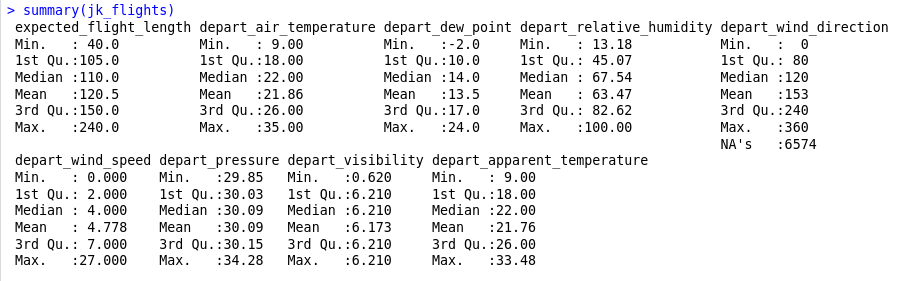 > summary(jk_flights)
 expected_flight_length depart_air_temperature depart_dew_point depart_relative_humidity depart_wind_direction
 Min.   : 40.0          Min.   : 9.00          Min.   :-2.0     Min.   : 13.18           Min.   :  0
 1st Qu.:105.0          1st Qu.:18.00          1st Qu.:10.0     1st Qu.: 45.07           1st Qu.: 80
 Median :110.0          Median :22.00          Median :14.0     Median : 67.54           Median :120
 Mean   :120.5          Mean   :21.86          Mean   :13.5     Mean   : 63.47           Mean   :153
 3rd Qu.:150.0          3rd Qu.:26.00          3rd Qu.:17.0     3rd Qu.: 82.62           3rd Qu.:240
 Max.   :240.0          Max.   :35.00          Max.   :24.0     Max.   :100.00           Max.   :360
                                                                                         NA's   :6574
 depart_wind_speed depart_pressure depart_visibility depart_apparent_temperature
 Min.   : 0.000    Min.   :29.85   Min.   :0.620     Min.   : 9.00
 1st Qu.: 2.000    1st Qu.:30.03   1st Qu.:6.210     1st Qu.:18.00
 Median : 4.000    Median :30.09   Median :6.210     Median :22.00
 Mean   : 4.778    Mean   :30.09   Mean   :6.173     Mean   :21.76
 3rd Qu.: 7.000    3rd Qu.:30.15   3rd Qu.:6.210     3rd Qu.:26.00
 Max.   :27.000    Max.   :34.28   Max.   :6.210     Max.   :33.48